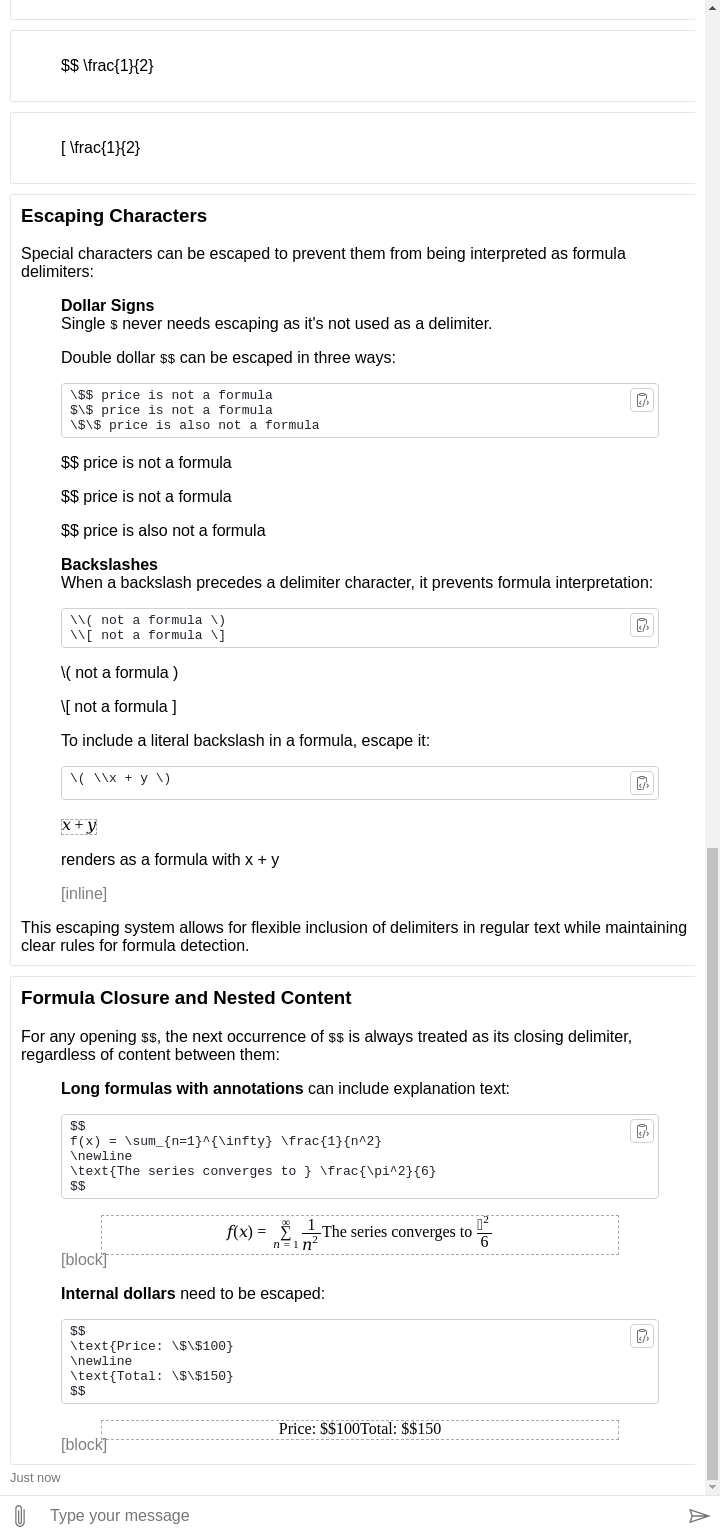 $$ \frac{1}{2}
[ \frac{1}{2}
Escaping Characters
Special characters can be escaped to prevent them from being interpreted as formula
delimiters:
Dollar Signs
Single $ never needs escaping as it's not used as a delimiter.
Double dollar $$ can be escaped in three ways:
\$$ price is not a formula
$\$ price is not a formula
\$\$ price is also not a formula
$$ price is not a formula
$$ price is not a formula
$$ price is also not a formula
Backslashes
When a backslash precedes a delimiter character, it prevents formula interpretation:
\\( not a formula \)
\\[ not a formula \]
\( not a formula )
\[ not a formula ]
To include a literal backslash in a formula, escape it:
\( \\x + y \)
x + y
renders as a formula with x + y
[inline]
This escaping system allows for flexible inclusion of delimiters in regular text while maintaining
clear rules for formula detection.
Formula Closure and Nested Content
For any opening $$, the next occurrence of $$ is always treated as its closing delimiter,
regardless of content between them:
Long formulas with annotations can include explanation text:
$$
f(x) = \sum_{n=1}^{\infty} \frac{1}{n^2}
\newline
\text{The series converges to } \frac{\pi^2}{6}
$$
f(x) = ∞ ∑ n = 1 1 n² The series converges to ² 6
[block]
Internal dollars need to be escaped:
$$
\text{Price: \$\$100}
\newline
\text{Total: \$\$150}
$$
Price: $$100Total: $$150
[block]
Just now
Type your message